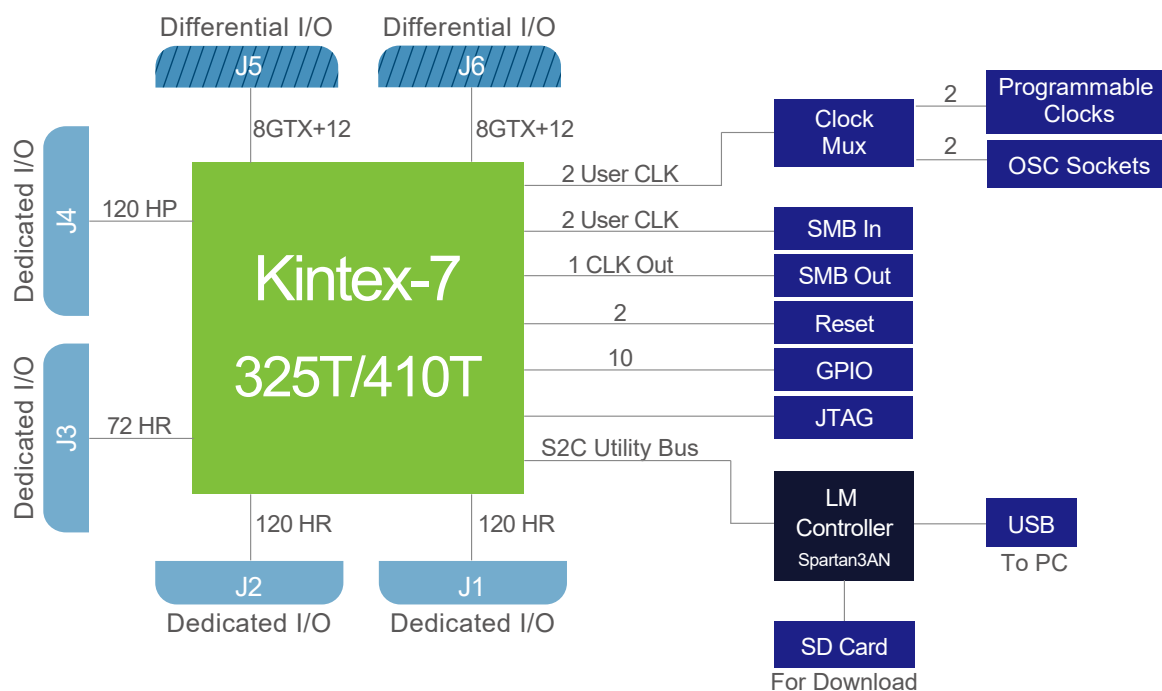 Differential I/O
Differential I/O
J5
J6
8GTX+12
8GTX+12
Dedicated I/O
J4
120 HP
Dedicated I/O
J3
72 HR
Kintex-7
325T/410T
120 HR
120 HR
J2
J1
Dedicated I/O
Dedicated I/O
2 User CLK
Clock
Mux
2
Programmable
Clocks
2
OSC Sockets
2 User CLK
SMB In
1 CLK Out
SMB Out
2
Reset
10
GPIO
JTAG
S2C Utility Bus
LM
Controller
Spartan3AN
USB
To PC
SD Card
For Download